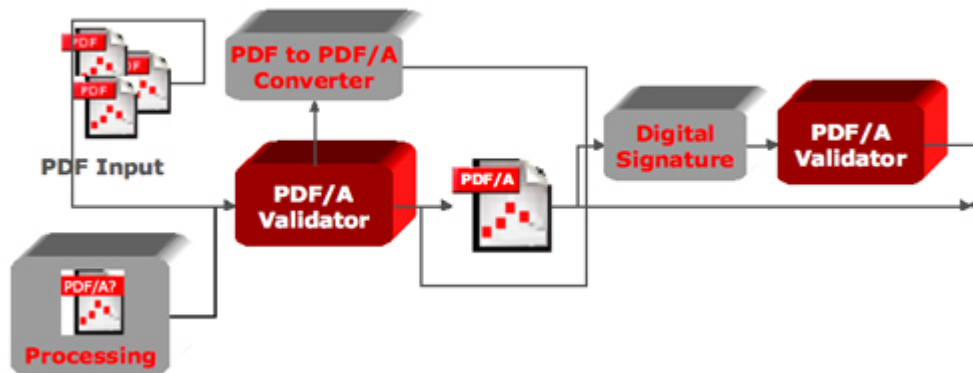 PDF
PDF
PDF
PDF Input
PDF to PDF/A
Converter
PDF/A
Validator
PDF/A
Digital
Signature
PDF/A
Validator
PDF/A?
Processing